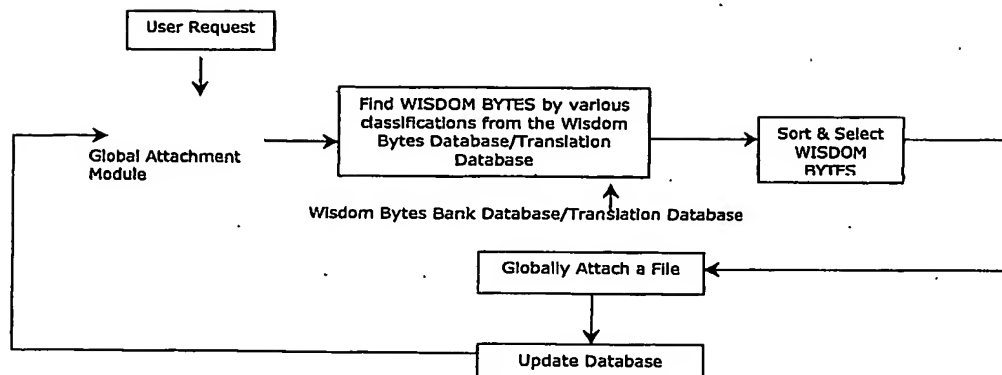 User Request
Find WISDOM BYTES by various
classifications from the Wisdom
Bytes Database/Translation
Database
Sort & Select
WISDOM
BYTES
Global Attachment
Module
Wisdom Bytes Bank Database/Translation Database
Globally Attach a File
Update Database